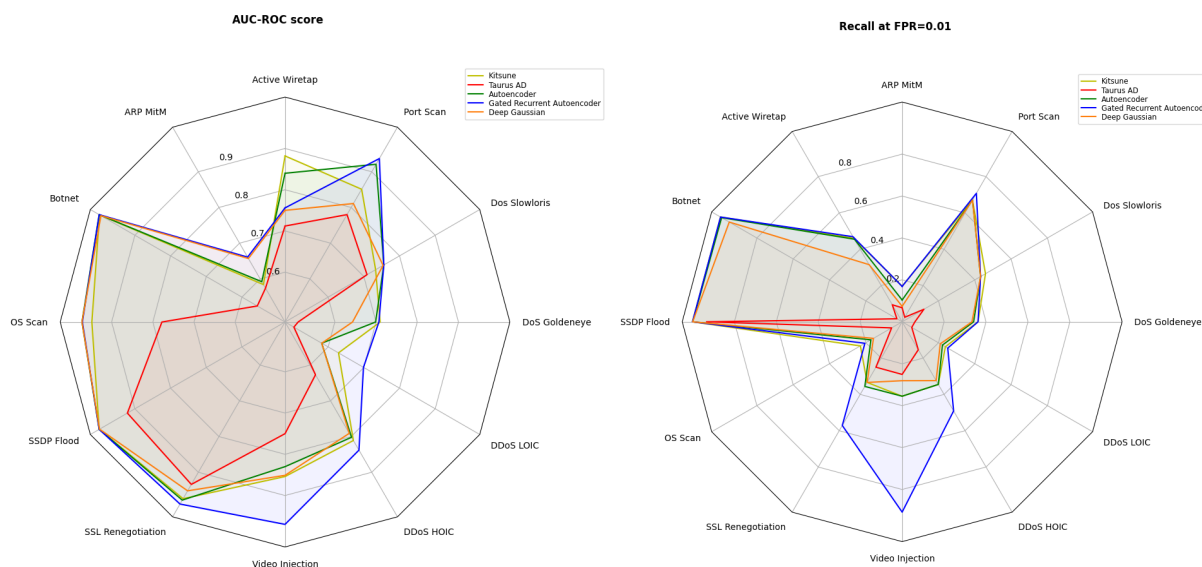 AUC-ROC score
Kitsune
Taurus AD
Autoencoder
Gated Recurrent Autoencoder
Deep Gaussian
Active Wiretap
Port Scan
ARP MitM
Dos Slowloris
Botnet
DoS Goldeneye
OS Scan
DDoS LOIC
SSDP Flood
DDoS HOIC
SSL Renegotiation
Video Injection
0.9
0.8
0.7
0.6
Recall at FPR=0.01
Kitsune
Taurus AD
Autoencoder
Gated Recurrent Autoencod
Deep Gaussian
ARP MitM
Port Scan
Active Wiretap
Dos Slowloris
Botnet
DoS Goldeneye
SSDP Flood
DDoS LOIC
OS Scan
DDoS HOIC
SSL Renegotiation
Video Injection
0.8
0.6
0.4
0.2